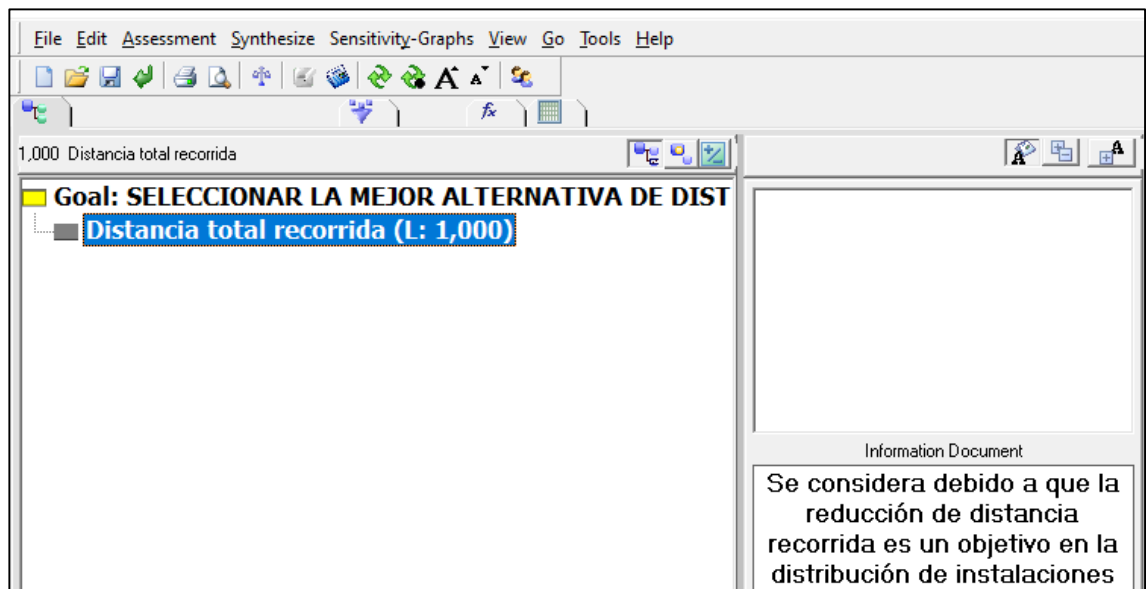 File Edit Assessment Synthesize Sensitivity-Graphs View Go Tools Help
1,000 Distancia total recorrida
Goal: SELECCIONAR LA MEJOR ALTERNATIVA DE DIST
Distancia total recorrida (L: 1,000)
Information Document
Se considera debido a que la
reducción de distancia
recorrida es un objetivo en la
distribución de instalaciones